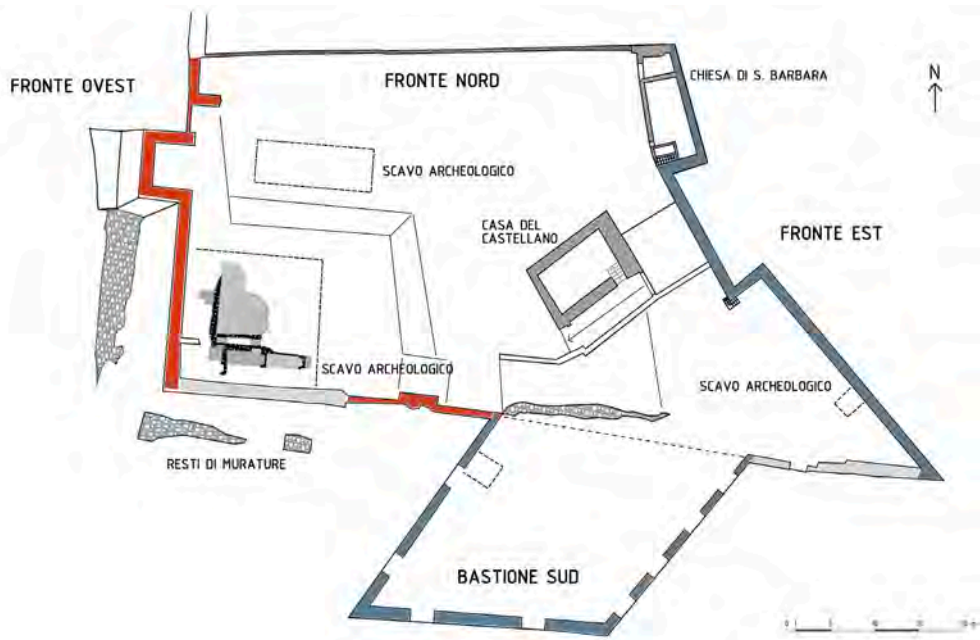 FRONTE OVEST
FRONTE NORD
CHIESA DI S. BARBARA
N
SCAVO ARCHEOLOGICO
CASA DEL
CASTELLANO
FRONTE EST
SCAVO ARCHEOLOGICO
SCAVO ARCHEOLOGICO
RESTI DI MURATURE
BASTIONE SUD